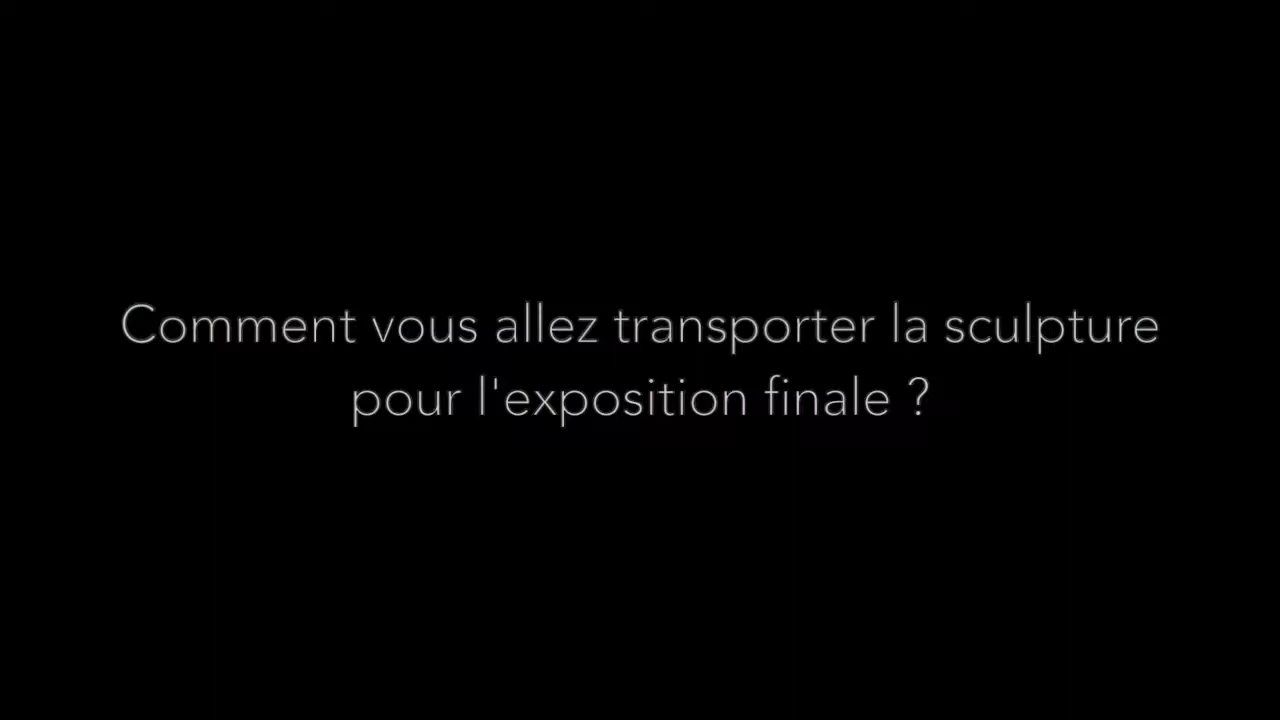 Comment vous allez transporter la sculpture
pour l'exposition finale ?